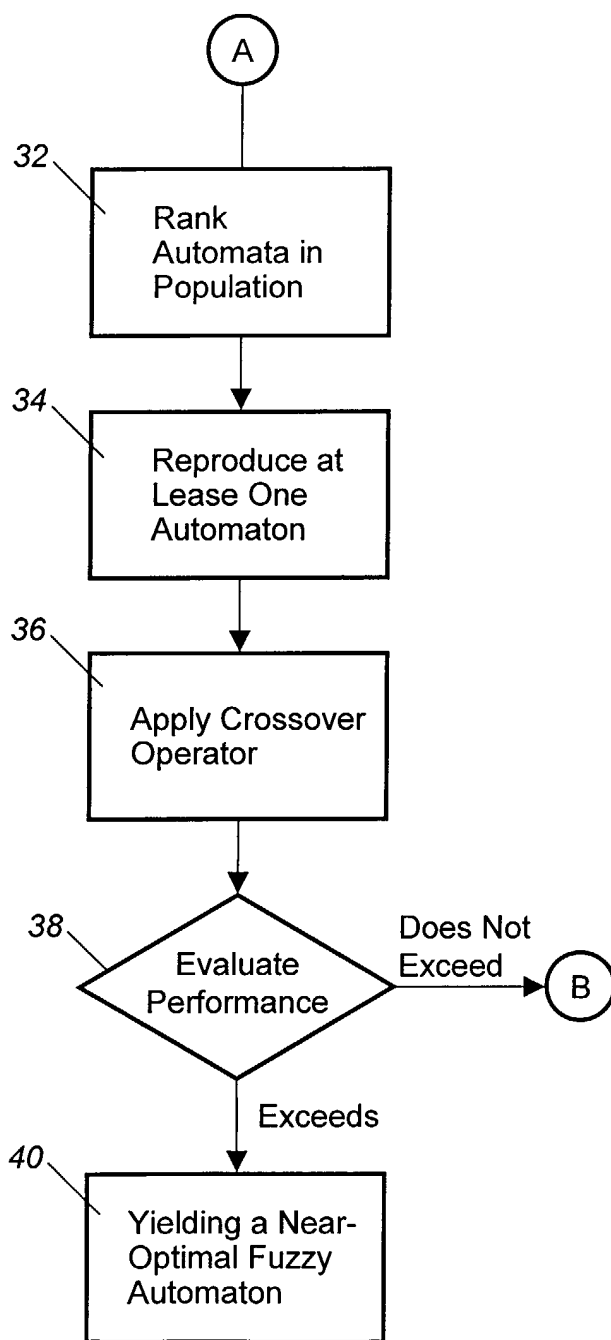 A
32
Rank
Automata in
Population
34
Reproduce at
Lease One
Automaton
36
Apply Crossover
Operator
38
Evaluate
Performance
Does Not
Exceed
B
Exceeds
40
Yielding a Near-
Optimal Fuzzy
Automaton